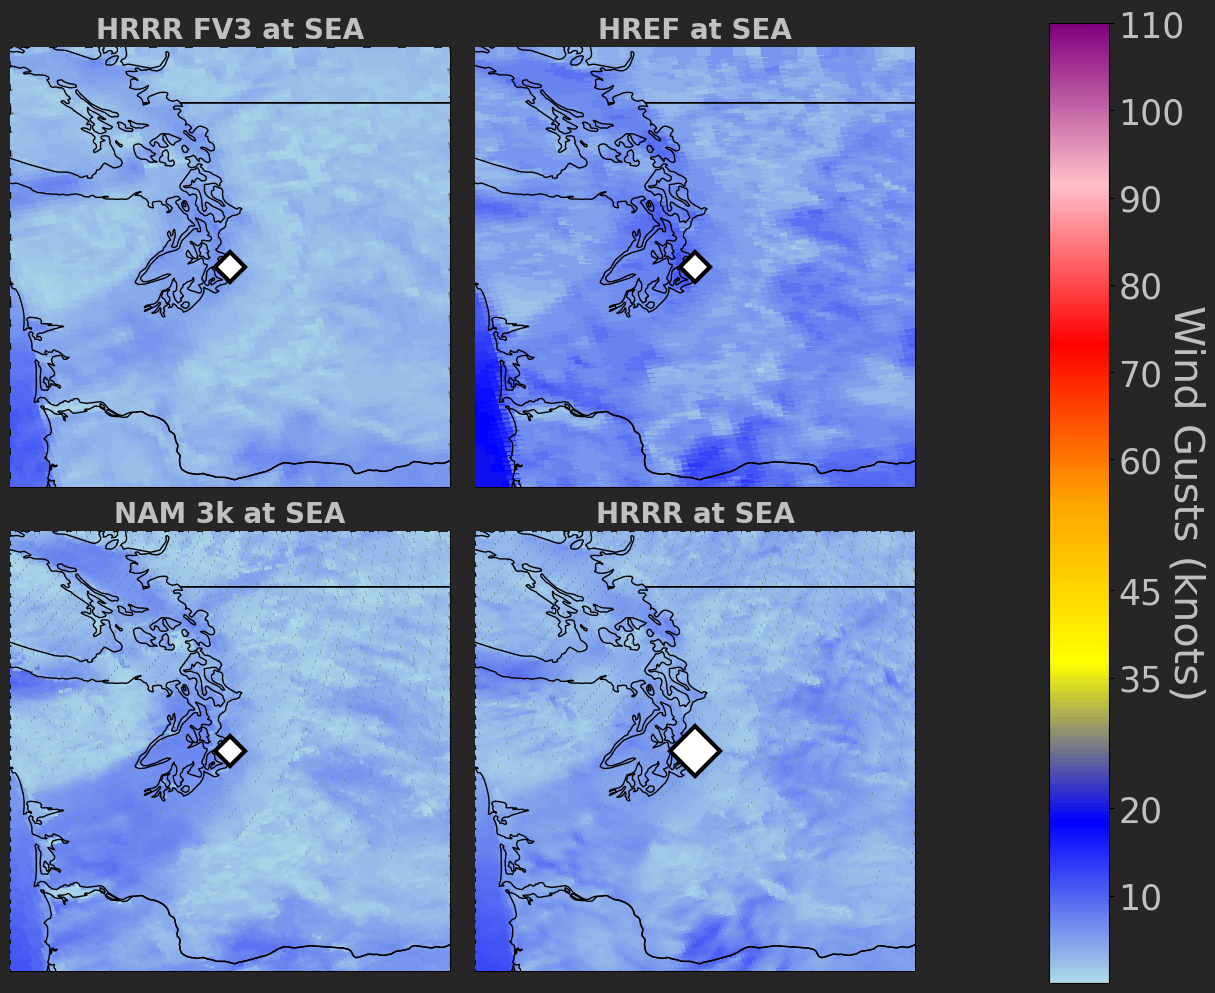 HRRR FV3 at SEA
HREF at SEA
NAM 3k at SEA
HRRR at SEA
110
100
90
80
70
60
45
35
20
10
Wind Gusts (knots)